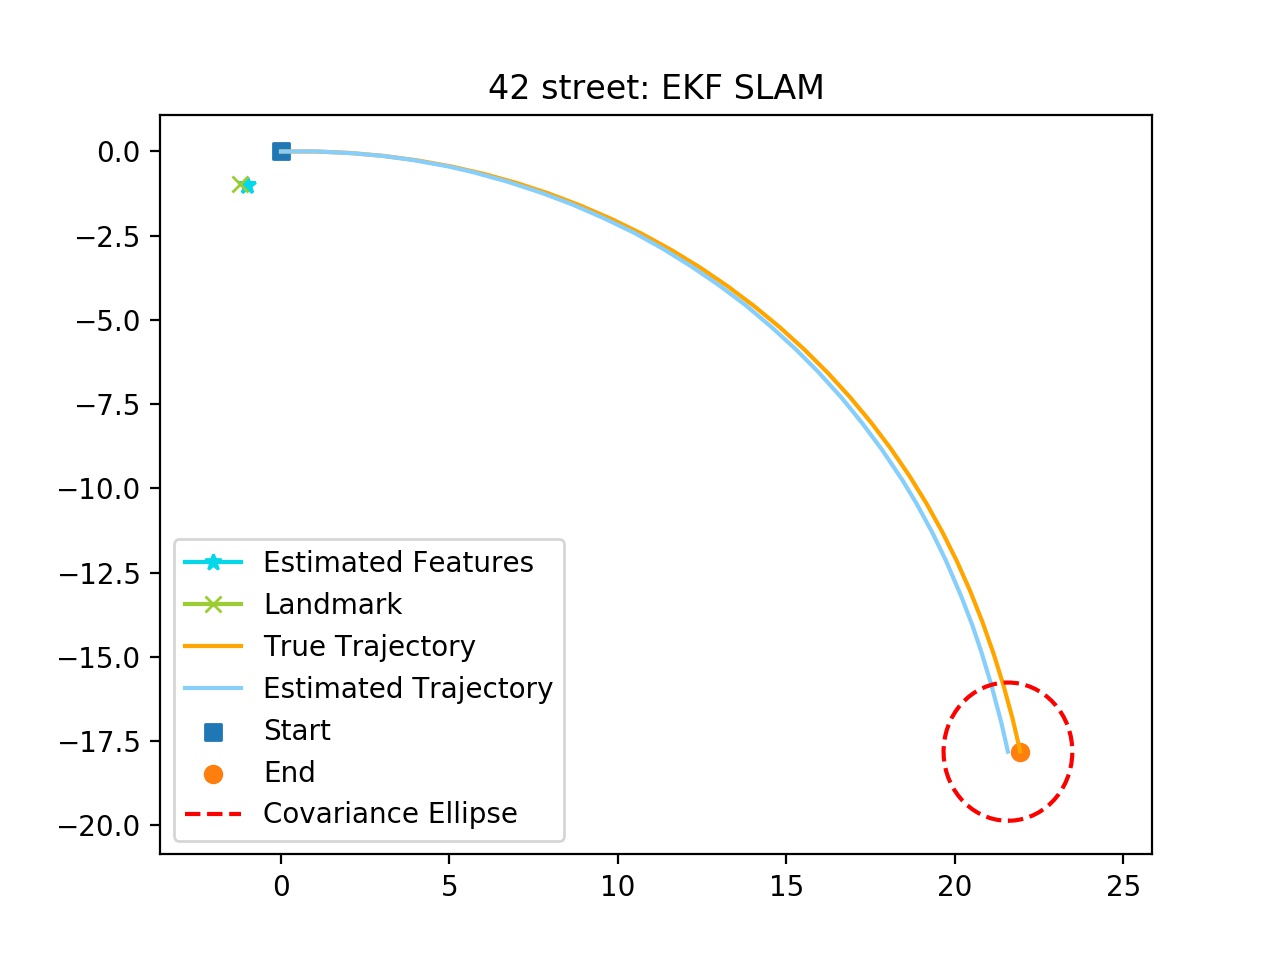 42 street: EKF SLAM
0.0
−2.5
−5.0
−7.5
−10.0
−12.5
−15.0
−17.5
−20.0
Estimated Features
Landmark
True Trajectory
Estimated Trajectory
Start
End
Covariance Ellipse
0 5 10 15 20 25